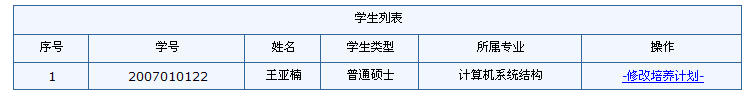 学生列表
序号 学号 姓名 学生类型 所属专业 操作
1 2007010122 王亚楠 普通硕士 计算机系统结构 -修改培养计划-